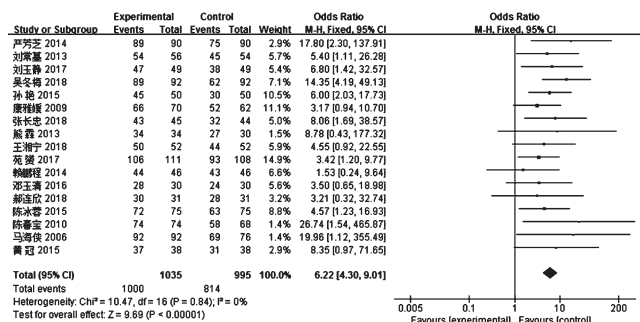 Experimental Control Odds Ratio Odds Ratio
Study or Subgroup Events Total Events Total Weight M-H, Fixed, 95% CI M-H, Fixed, 95% CI
严芳芝 2014 89 90 75 90 2.9% 17.80 [2.30, 137.91]
刘常基 2013 54 56 45 54 5.2% 5.40 [1.11, 26.28]
刘玉静 2017 47 49 38 49 4.9% 6.80 [1.42, 32.57]
吴冬梅 2018 89 92 62 92 6.7% 14.35 [4.19, 49.13]
孙 艳 2015 45 50 30 50 9.6% 6.00 [2.03, 17.73]
康雅媛 2009 66 70 52 62 9.9% 3.17 [0.94, 10.70]
张长忠 2018 43 45 32 44 4.5% 8.06 [1.69, 38.57]
熊 霖 2013 34 34 27 30 1.4% 8.78 [0.43, 177.32]
王湘宁 2018 50 52 44 52 5.3% 4.55 [0.92, 22.55]
苑 赟 2017 106 111 93 108 13.8% 3.42 [1.20, 9.77]
赖鹏程 2014 44 46 43 46 6.2% 1.53 [0.24, 9.64]
邓玉清 2016 28 30 24 30 5.2% 3.50 [0.65, 18.98]
郝连欣 2018 30 31 28 31 3.1% 3.21 [0.32, 32.74]
陈冰蓉 2015 72 75 63 75 8.0% 4.57 [1.23, 16.93]
陈春宝 2010 74 74 58 68 1.4% 26.74 [1.54, 465.87]
马海侠 2006 92 92 69 76 1.4% 19.96 [1.12, 355.49]
黄 冠 2015 37 38 31 38 2.9% 8.35 [0.97, 71.65]
Total (95% CI) 1035 995 100.0% 6.22 [4.30, 9.01]
Total events 1000 814
Heterogeneity: Chi² = 10.47, df = 16 (P = 0.84); I² = 0%
Test for overall effect: Z = 9.69 (P < 0.00001)
0.005 0.1 1 10 200
Favours [experimental] Favours [control]